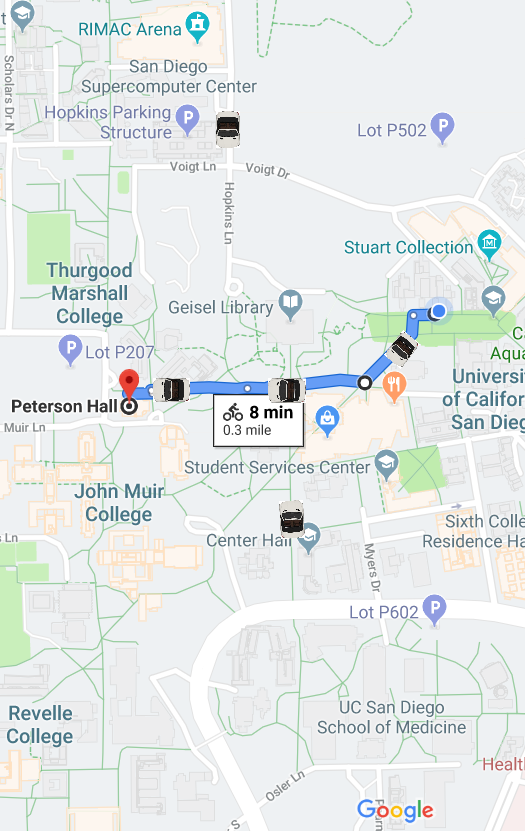 t
RIMAC Arena
San Diego
Supercomputer Center
Scholars Dr N
Hopkins Parking
Structure
P
Lot P502
P
Voigt Ln
Voigt Dr
Hopkins Ln
Stuart Collection
Thurgood
Marshall
College
Geisel Library
P
Lot P207
Ca
Aqua
Peterson Hall
Universi
of Califor
San Dieg
8 min
0.3 mile
Muir Ln
Student Services Center
John Muir
College
Sixth Colle
Residence Ha
s Ln
Center Hall
Myers Dr
Lot P602
P
Revelle
College
UC San Diego
School of Medicine
Health
Osler Ln
Google